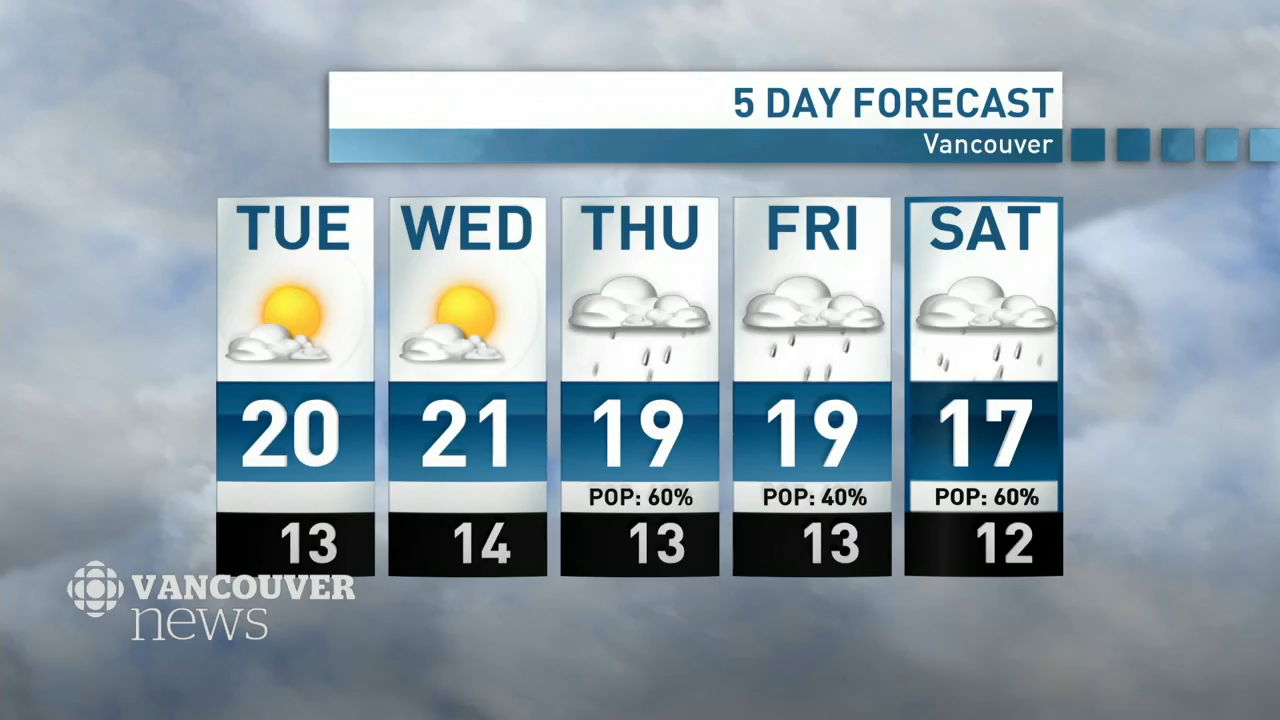 5 DAY FORECAST
Vancouver
TUE WED THU FRI SAT
20 21 19 19 17
POP: 60% POP: 40% POP: 60%
13 14 13 13 12
VANCOUVER
news